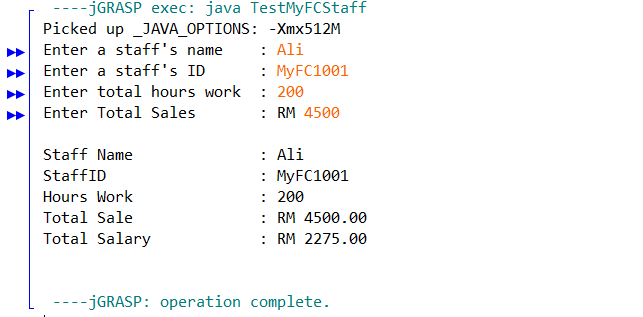 ----jGRASP exec: java TestMyFCStaff
Picked up _JAVA_OPTIONS: -Xmx512M
Enter a staff's name    : Ali
Enter a staff's ID      : MyFC1001
Enter total hours work  : 200
Enter Total Sales       : RM 4500
Staff Name              : Ali
StaffID                 : MyFC1001
Hours Work              : 200
Total Sale              : RM 4500.00
Total Salary            : RM 2275.00
----jGRASP: operation complete.